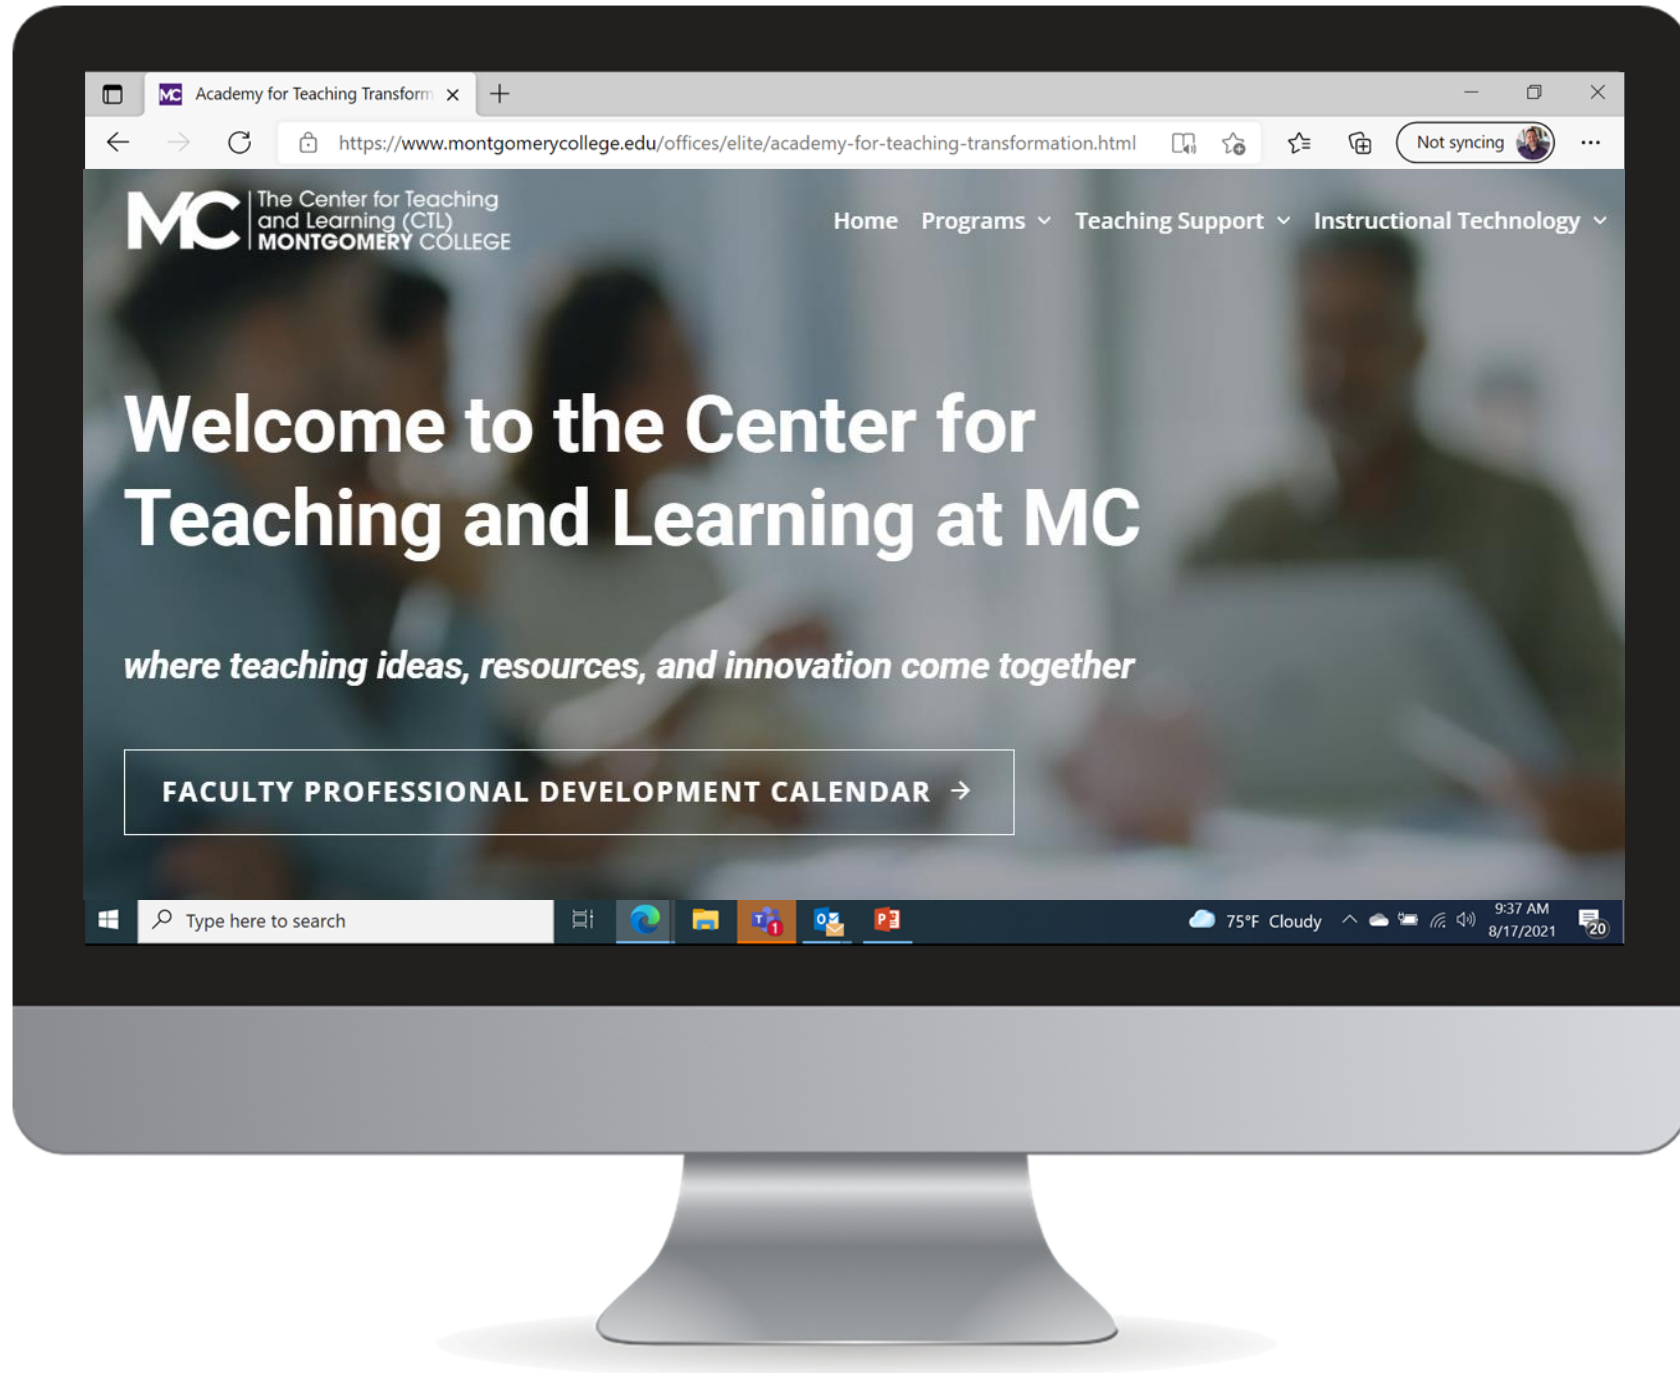 MC Academy for Teaching Transform
https://www.montgomerycollege.edu/offices/elite/academy-for-teaching-transformation.html
Not syncing
MC
The Center for Teaching
and Learning (CTL)
MONTGOMERY COLLEGE
Home Programs Teaching Support Instructional Technology
Welcome to the Center for
Teaching and Learning at MC
where teaching ideas, resources, and innovation come together
FACULTY PROFESSIONAL DEVELOPMENT CALENDAR →
Type here to search
75°F Cloudy
9:37 AM
8/17/2021
20
1